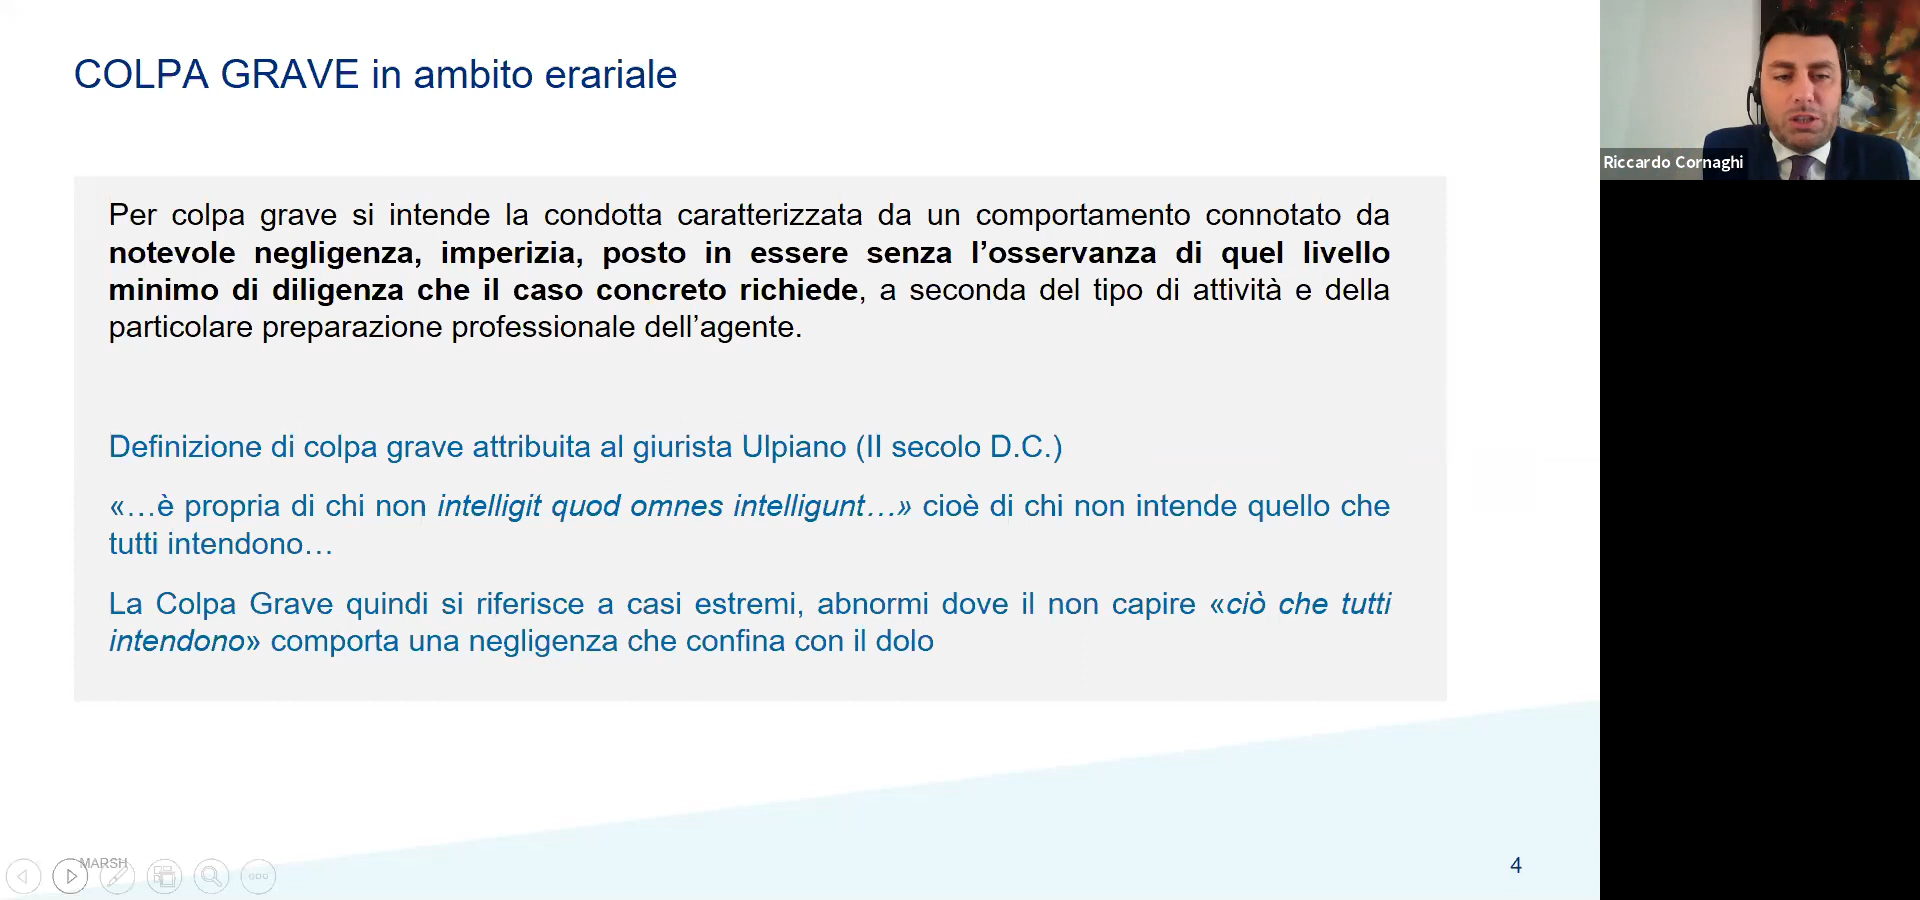 COLPA GRAVE in ambito erariale
Riccardo Cornaghi
Per colpa grave si intende la condotta caratterizzata da un comportamento connotato da
notevole negligenza, imperizia, posto in essere senza l’osservanza di quel livello
minimo di diligenza che il caso concreto richiede, a seconda del tipo di attività e della
particolare preparazione professionale dell’agente.
Definizione di colpa grave attribuita al giurista Ulpiano (II secolo D.C.)
«…è propria di chi non intelligit quod omnes intelligunt…» cioè di chi non intende quello che
tutti intendono…
La Colpa Grave quindi si riferisce a casi estremi, abnormi dove il non capire «ciò che tutti
intendono» comporta una negligenza che confina con il dolo
MARSH
4